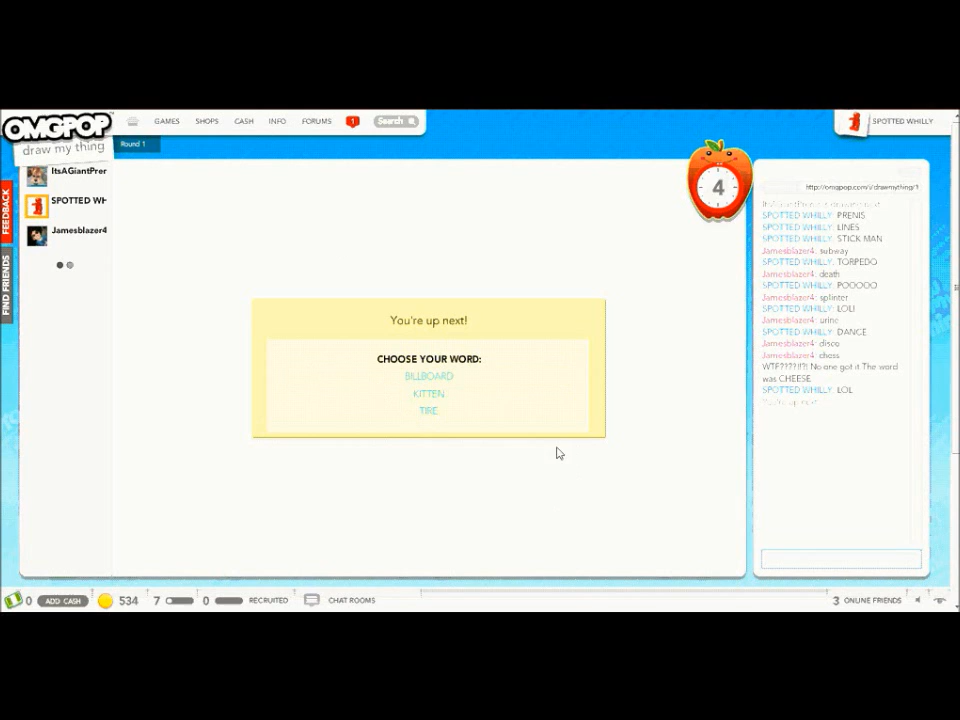 OMGPOP
draw my thing
GAMES SHOPS CASH INFO FORUMS 1 Search
SPOTTED WHILLY
Round 1
FEEDBACK
FIND FRIENDS
ItsAGiantPrer
SPOTTED WH
Jamesblazer4
4
You're up next!
CHOOSE YOUR WORD:
BILLBOARD
KITTEN
TIRE
http://omgpop.com/s/drawmything/1
SPOTTED WHILLY: PRENIS
SPOTTED WHILLY: LINES
SPOTTED WHILLY: STICK MAN
Jamesblazer4: subway
SPOTTED WHILLY: TORPEDO
Jamesblazer4: death
SPOTTED WHILLY: POOOOO
Jamesblazer4: splinter
SPOTTED WHILLY: LOLI
Jamesblazer4: urine
SPOTTED WHILLY: DANCE
Jamesblazer4: disco
Jamesblazer4: chess
WTF????!!?! No one got it The word
was CHEESE
SPOTTED WHILLY: LOL
You're up next
0 ADD CASH 534 7 0 RECRUITED CHAT ROOMS 3 ONLINE FRIENDS